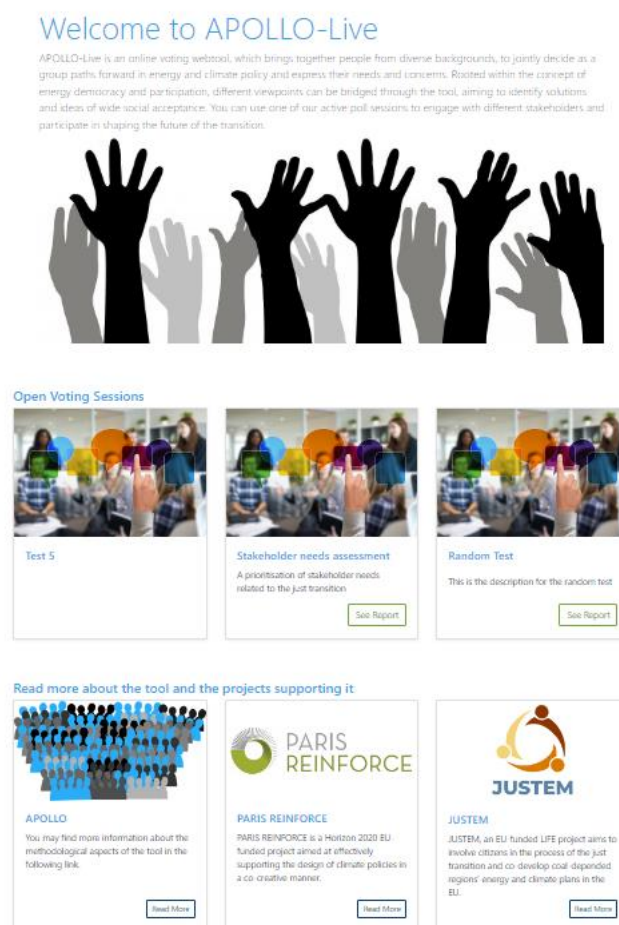 Welcome to APOLLO-Live
APOLLO-Live is an online voting webtool, which brings together people from diverse backgrounds, to jointly decide as a
group paths forward in energy and climate policy and express their needs and concerns. Rooted within the concept of
energy democracy and participation, different viewpoints can be bridged through the tool, aiming to identify solutions
and ideas of wide social acceptance. You can use one of our active poll sessions to engage with different stakeholders and
participate in shaping the future of the transition.
Open Voting Sessions
Test 5
Stakeholder needs assessment
A prioritisation of stakeholder needs
related to the just transition
See Report
Random Test
This is the description for the random test
See Report
Read more about the tool and the projects supporting it
APOLLO
You may find more information about the
methodological aspects of the tool in the
following link.
Read More
PARIS
REINFORCE
PARIS REINFORCE
PARIS REINFORCE is a Horizon 2020 EU
funded project aimed at effectively
supporting the design of climate policies in
a co-creative manner.
Read More
JUSTEM
JUSTEM
JUSTEM, an EU-funded LIFE project aims to
involve citizens in the process of the just
transition and co-develop coal-depended
regions' energy and climate plans in the
EU.
Read More